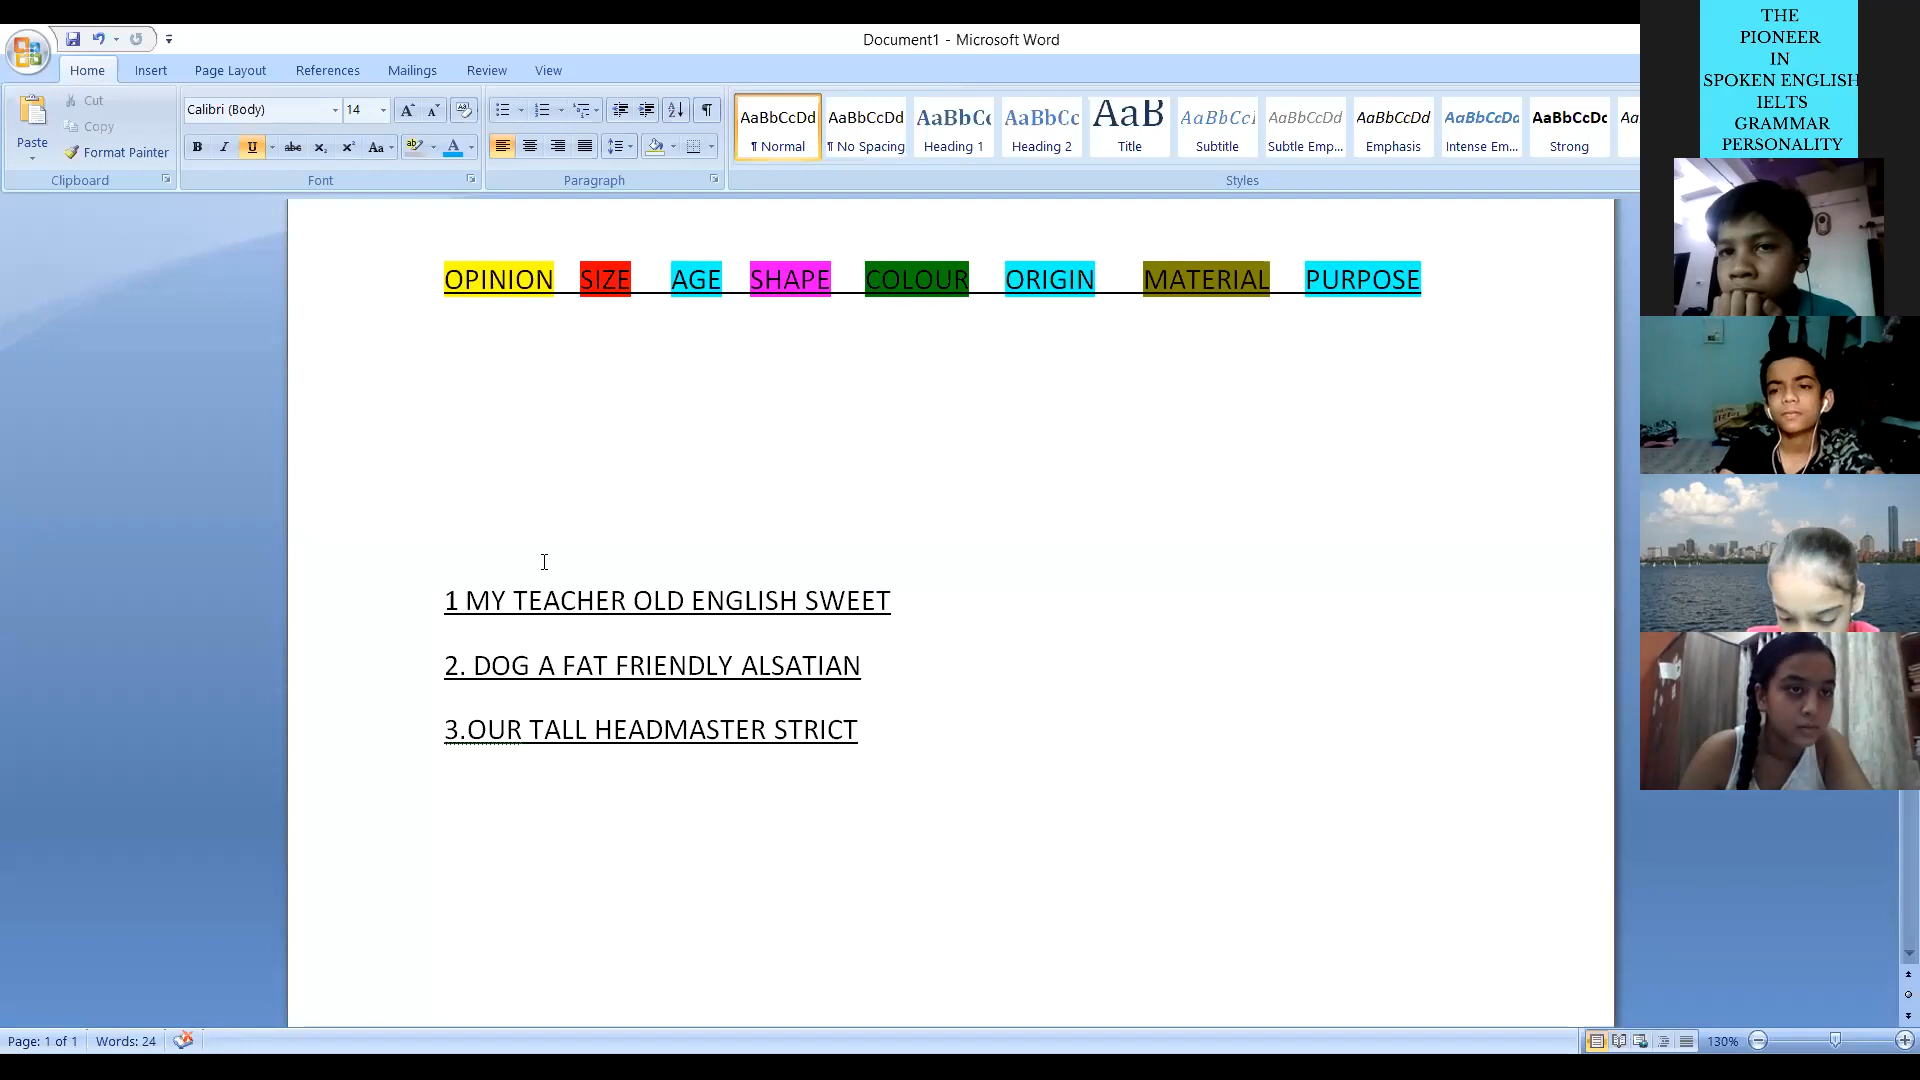 Document1 - Microsoft Word
Home Insert Page Layout References Mailings Review View
Paste
Cut
Copy
Format Painter
Clipboard
Calibri (Body) 14
Font
Paragraph
AaBbCcDd AaBbCcDd AaBbCc AaBbCc AaB AaBbCcI AaBbCcDd AaBbCcDd AaBbCcDd AaBbCcDc
¶ Normal ¶ No Spacing Heading 1 Heading 2 Title Subtitle Subtle Emp... Emphasis Intense Em... Strong
Styles
THE
PIONEER
IN
SPOKEN ENGLISH
IELTS
GRAMMAR
PERSONALITY
OPINION SIZE AGE SHAPE COLOUR ORIGIN MATERIAL PURPOSE
1 MY TEACHER OLD ENGLISH SWEET
2. DOG A FAT FRIENDLY ALSATIAN
3.OUR TALL HEADMASTER STRICT
Page: 1 of 1 Words: 24 130%